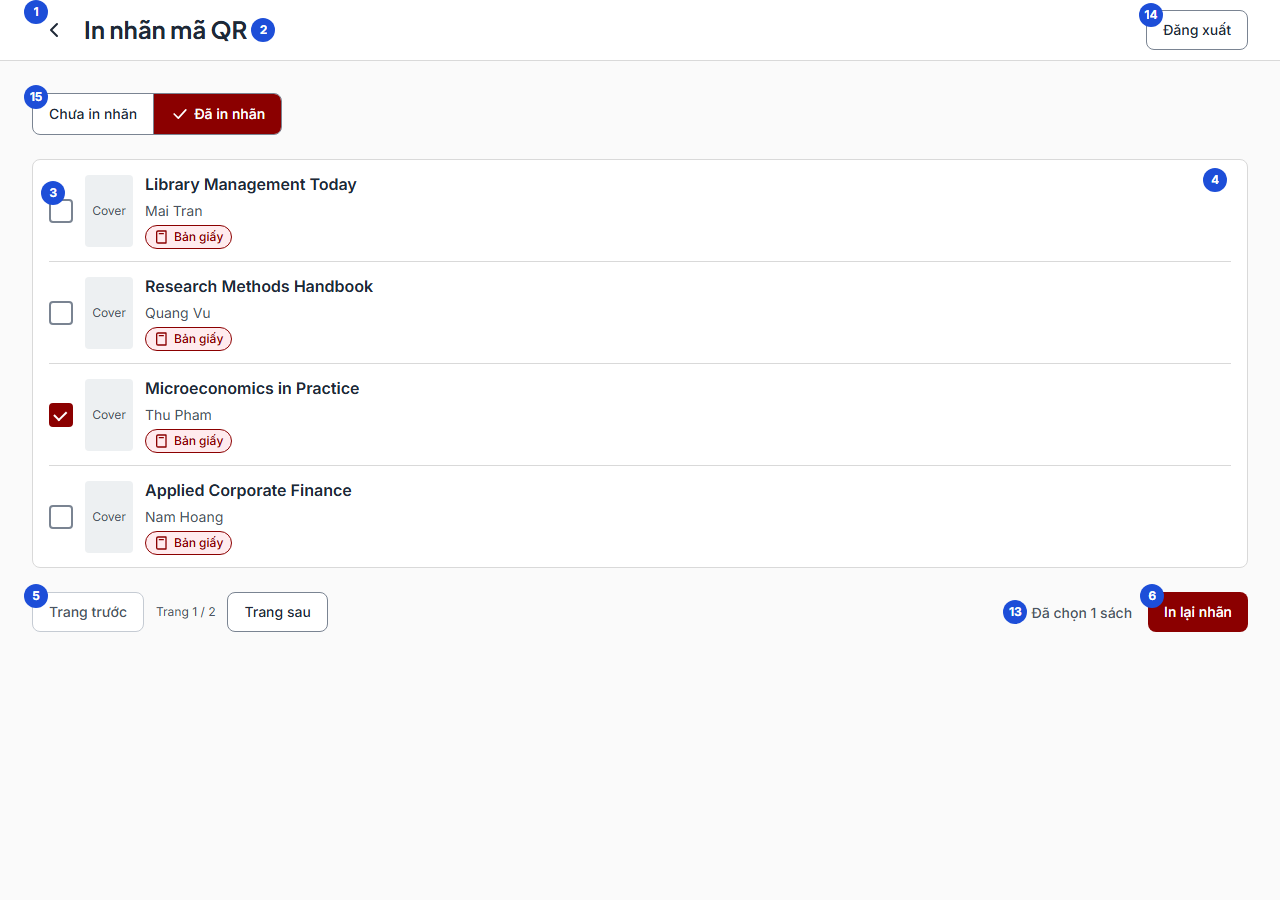 1
In nhãn mã QR 2
14
Đăng xuất
15
Chưa in nhãn
Đã in nhãn
3
4
Cover
Library Management Today
Mai Tran
Bản giấy
Cover
Research Methods Handbook
Quang Vu
Bản giấy
Cover
Microeconomics in Practice
Thu Pham
Bản giấy
Cover
Applied Corporate Finance
Nam Hoang
Bản giấy
5
Trang trước
Trang 1 / 2
Trang sau
13 Đã chọn 1 sách
6
In lại nhãn